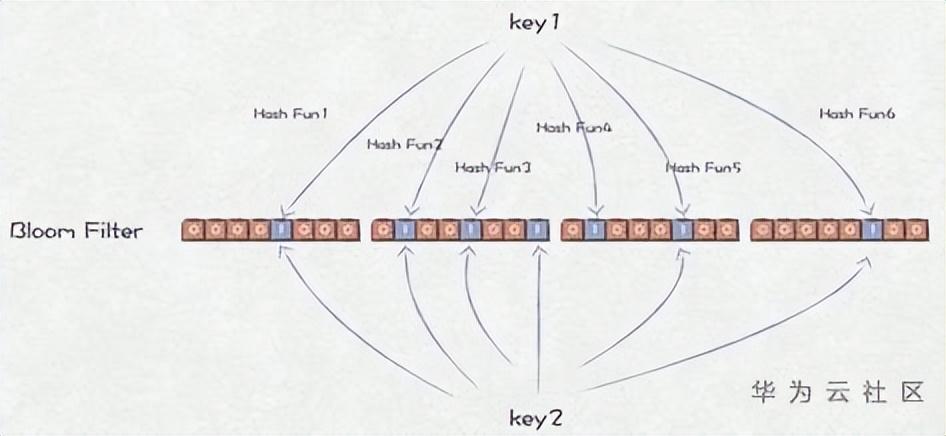 key1
Hash Fun1
Hash Fun2
Hash Fun3
Hash Fun4
Hash Fun5
Hash Fun6
Bloom Filter
0 0 0 0 1 0 0 0 0 1 0 0 1 0 0 1 0 1 0 0 0 1 0 0 0 0 0 0 0 1 0 0
key2
华为云社区